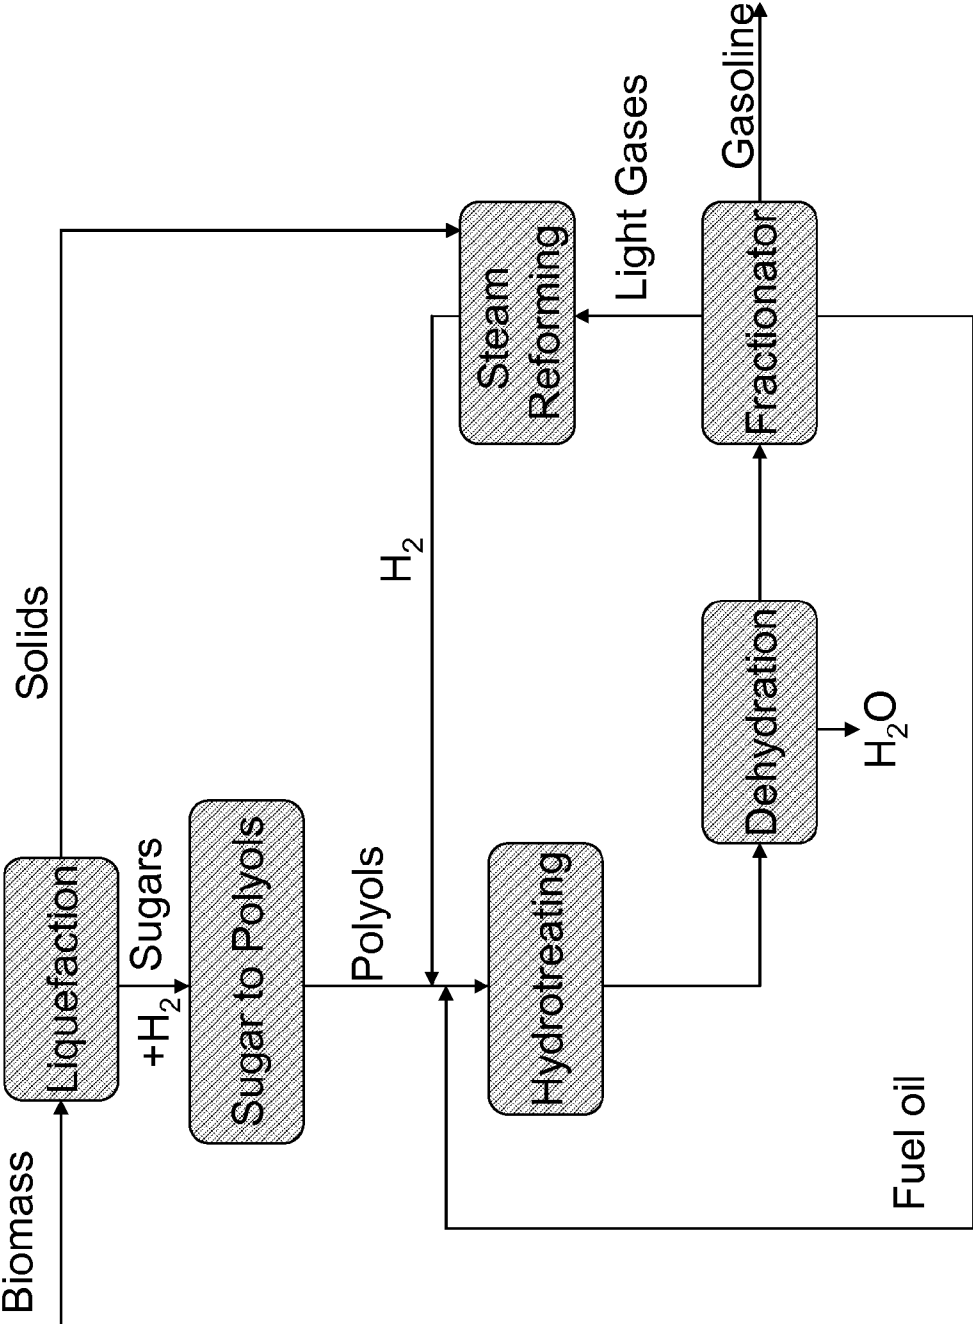 Biomass
Liquefaction
Solids
Sugars
+H2
Sugar to Polyols
Polyols
H2
Steam
Reforming
Light Gases
Hydrotreating
Dehydration
H2O
Fractionator
Gasoline
Fuel oil